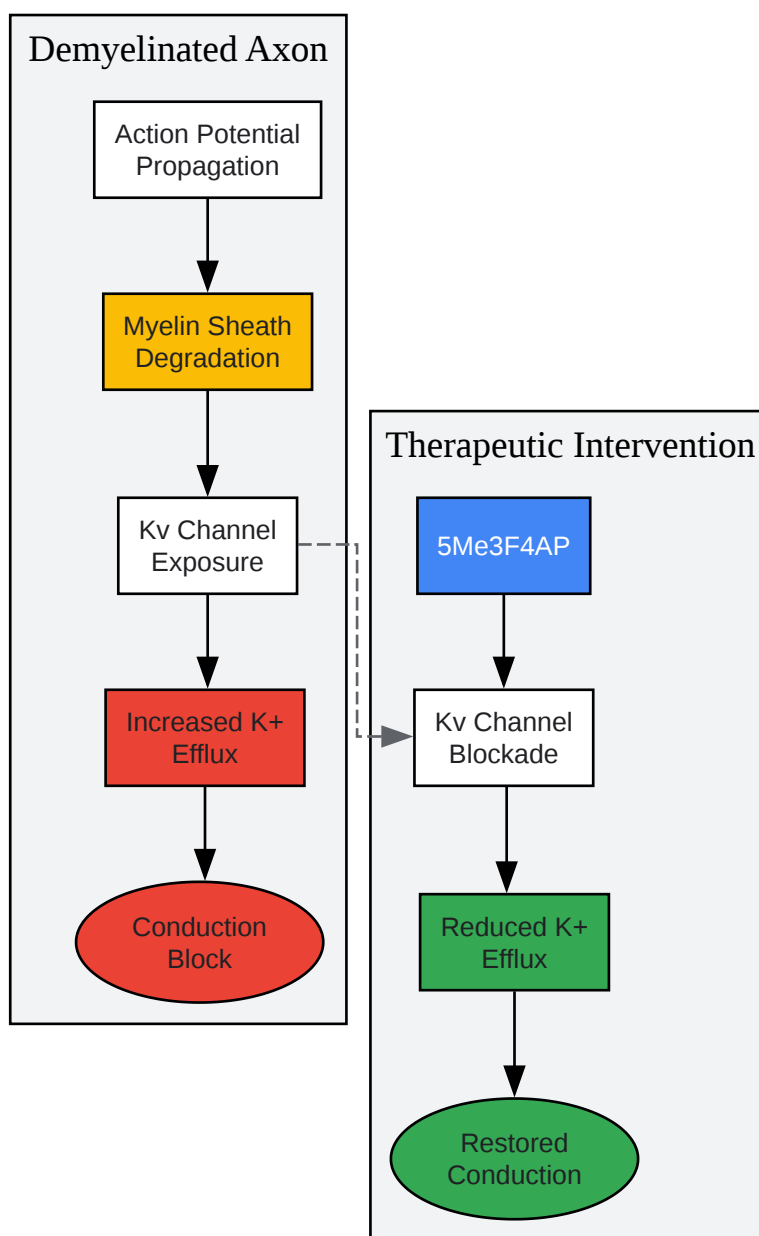 Demyelinated Axon
Action Potential
Propagation
Myelin Sheath
Degradation
Kv Channel
Exposure
Increased K+
Efflux
Conduction
Block
Therapeutic Intervention
5Me3F4AP
Kv Channel
Blockade
Reduced K+
Efflux
Restored
Conduction